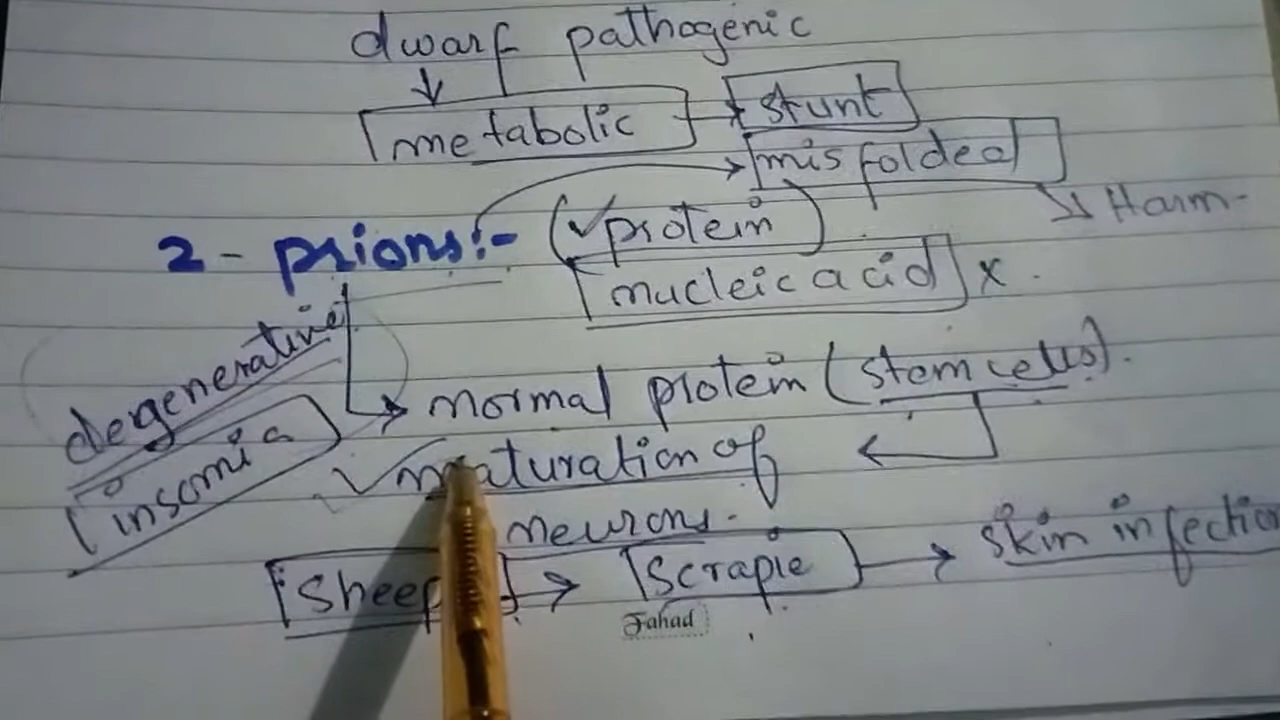 dwarf pathogenic
metabolic → stunt
misfolded
Harm-
2- prions:- (✓protein)
nucleic acid x
degenerative
normal protein (stem cells).
insomia
✓maturation of
neurons.
Sheep → Scrapie → skin infection
Fahad